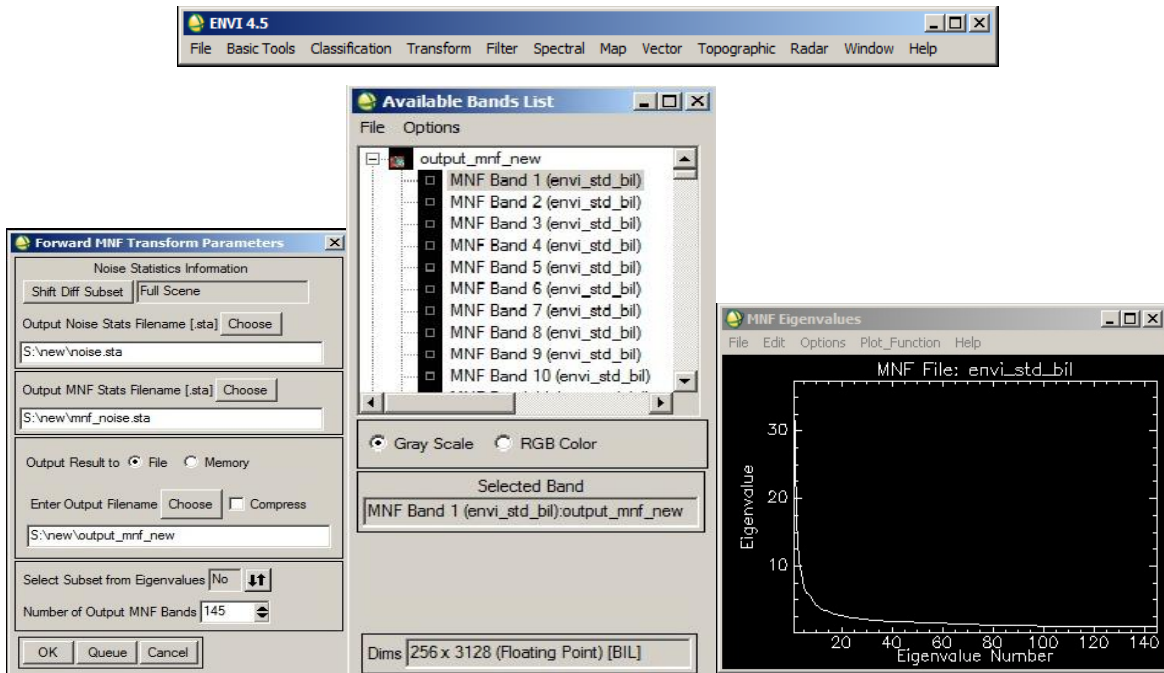 ENVI 4.5
File Basic Tools Classification Transform Filter Spectral Map Vector Topographic Radar Window Help
Available Bands List
File Options
output_mnf_new
MNF Band 1 (envi_std_bil)
MNF Band 2 (envi_std_bil)
MNF Band 3 (envi_std_bil)
MNF Band 4 (envi_std_bil)
MNF Band 5 (envi_std_bil)
MNF Band 6 (envi_std_bil)
MNF Band 7 (envi_std_bil)
MNF Band 8 (envi_std_bil)
MNF Band 9 (envi_std_bil)
MNF Band 10 (envi_std_bil)
Gray Scale RGB Color
Selected Band
MNF Band 1 (envi_std_bil):output_mnf_new
Dims 256 x 3128 (Floating Point) [BIL]
Forward MNF Transform Parameters
Noise Statistics Information
Shift Diff Subset Full Scene
Output Noise Stats Filename [.sta] Choose
S:\new\noise.sta
Output MNF Stats Filename [.sta] Choose
S:\new\mnf_noise.sta
Output Result to File Memory
Enter Output Filename Choose Compress
S:\new\output_mnf_new
Select Subset from Eigenvalues No
Number of Output MNF Bands 145
OK Queue Cancel
MNF Eigenvalues
File Edit Options Plot_Function Help
MNF File: envi_std_bil
30
20
10
Eigenvalue
20 40 60 80 100 120 140
Eigenvalue Number